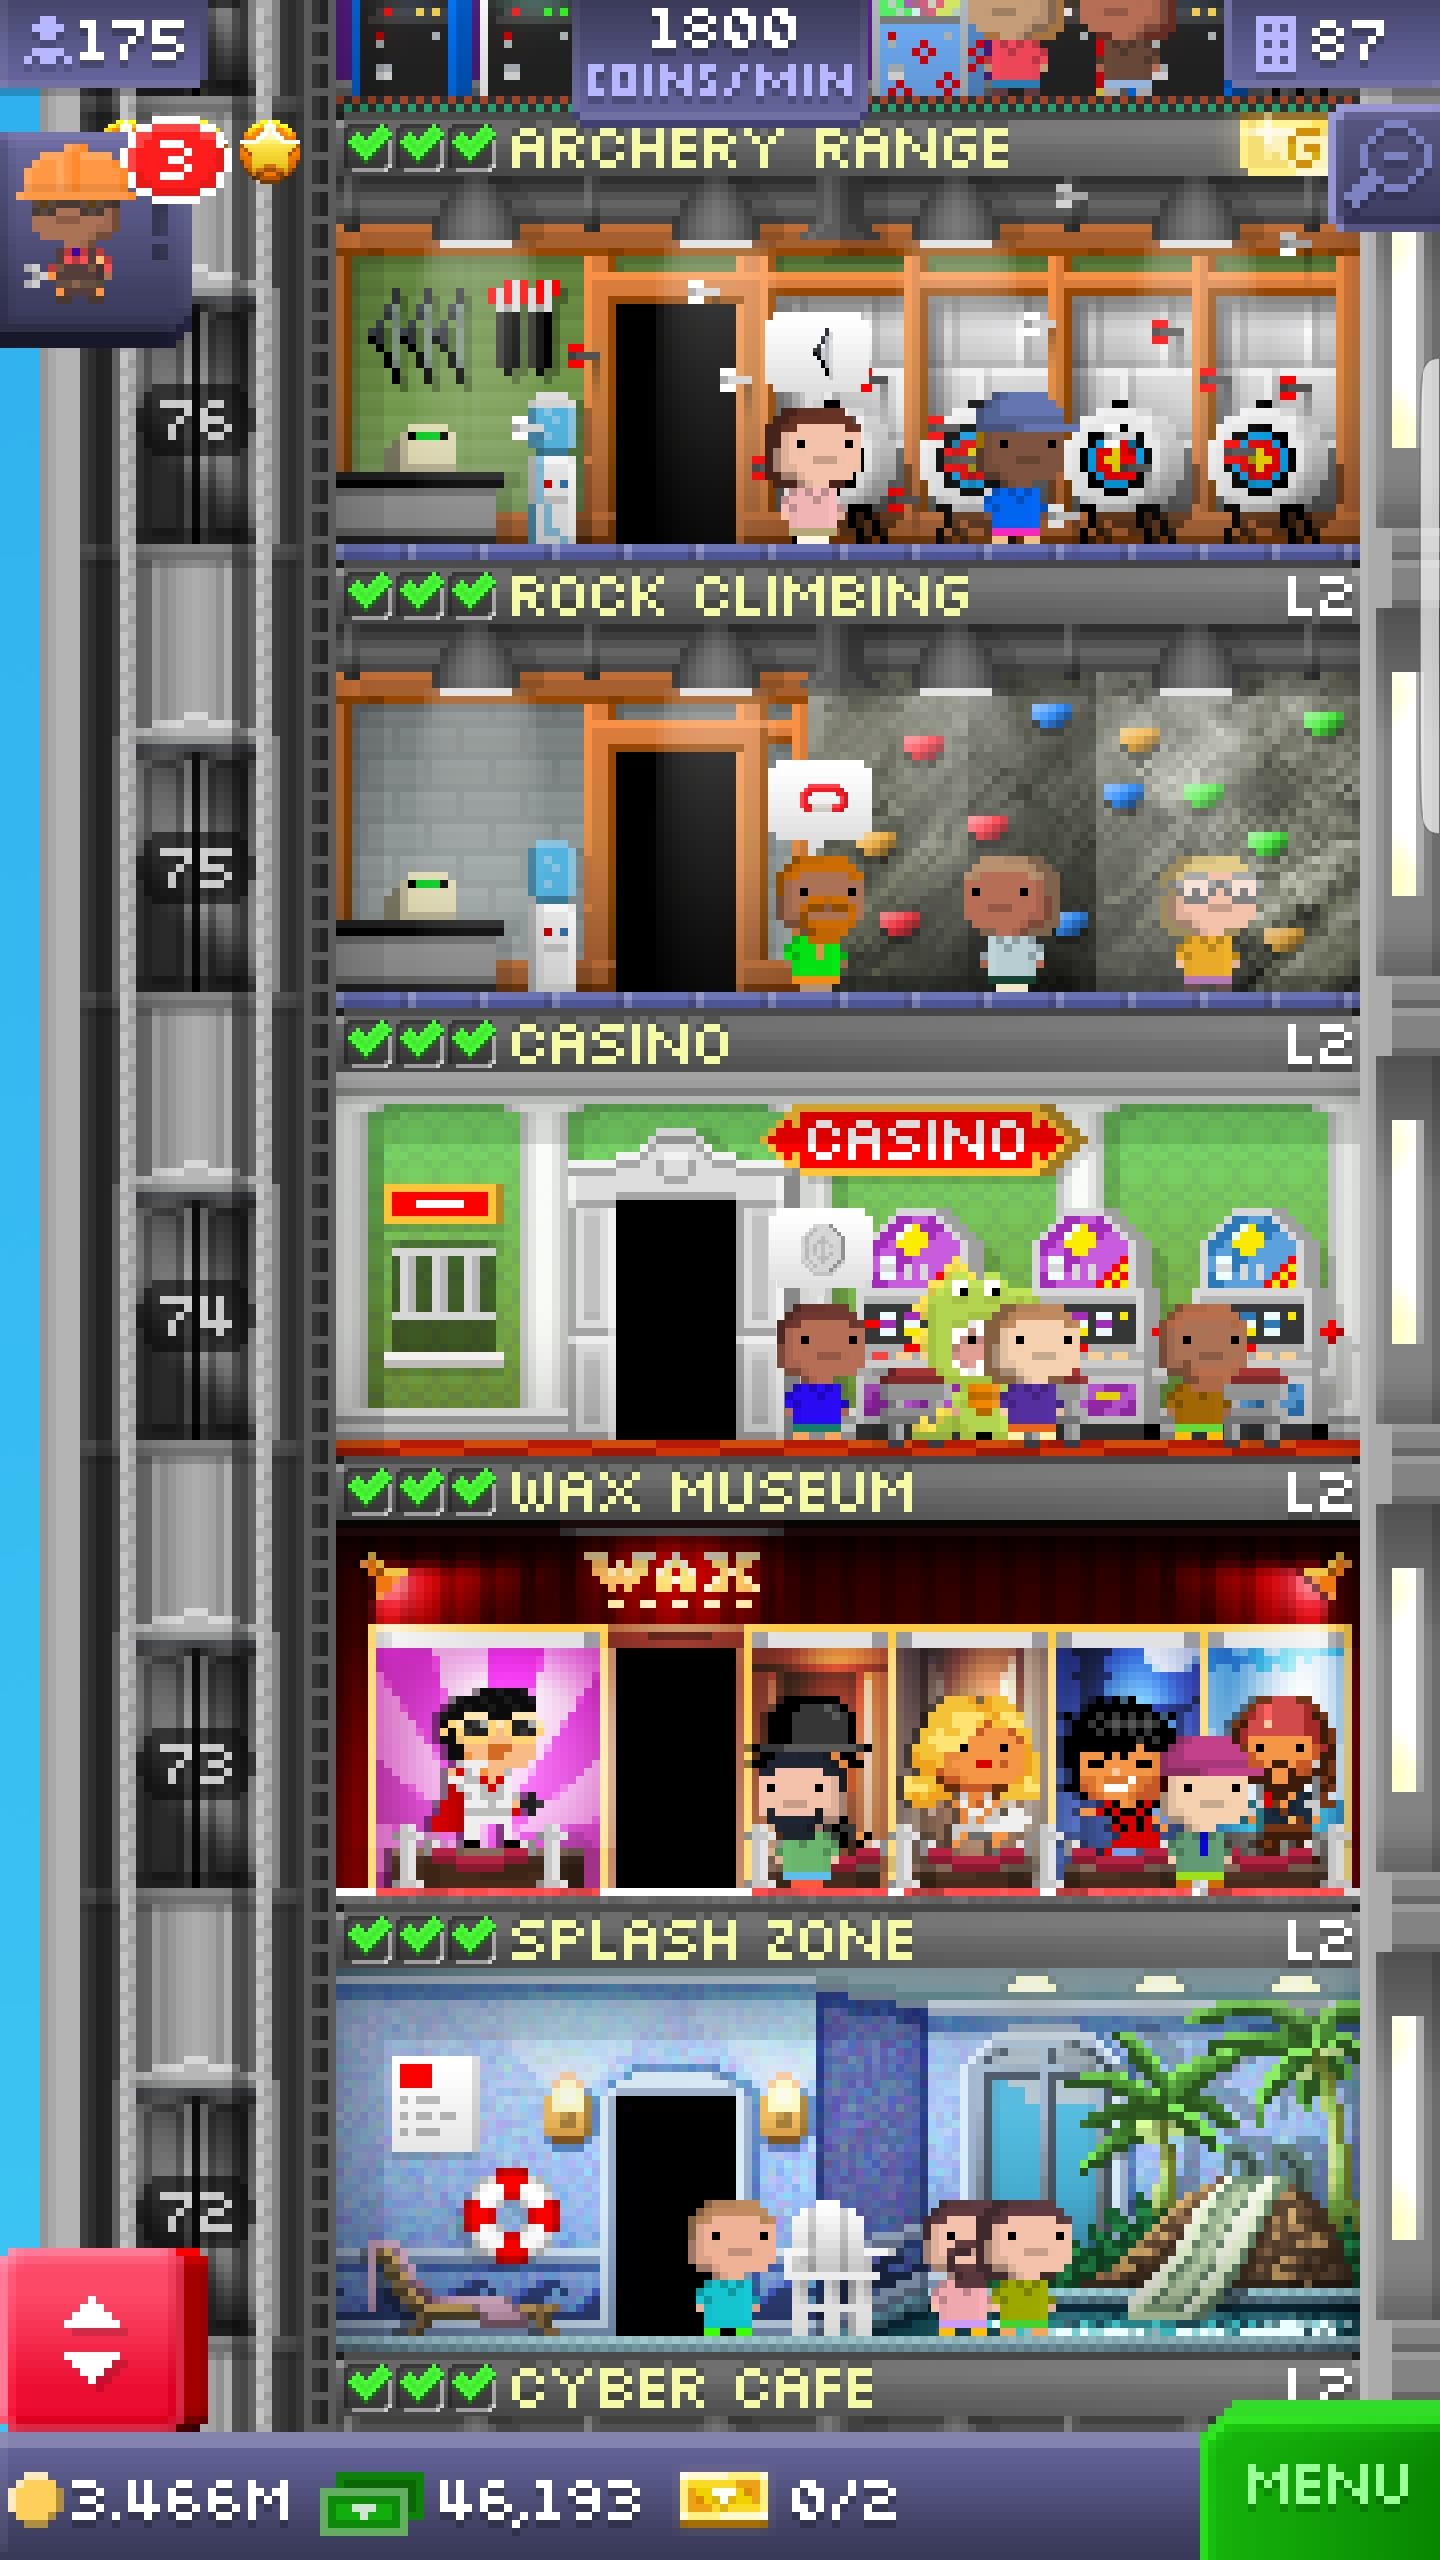 175
1800
COINS/MIN
87
3
ARCHERY RANGE
G
76
ROCK CLIMBING L2
75
CASINO L2
CASINO
74
WAX MUSEUM L2
WAX
73
SPLASH ZONE L2
72
CYBER CAFE L2
3.466M 46,193 0/2
MENU